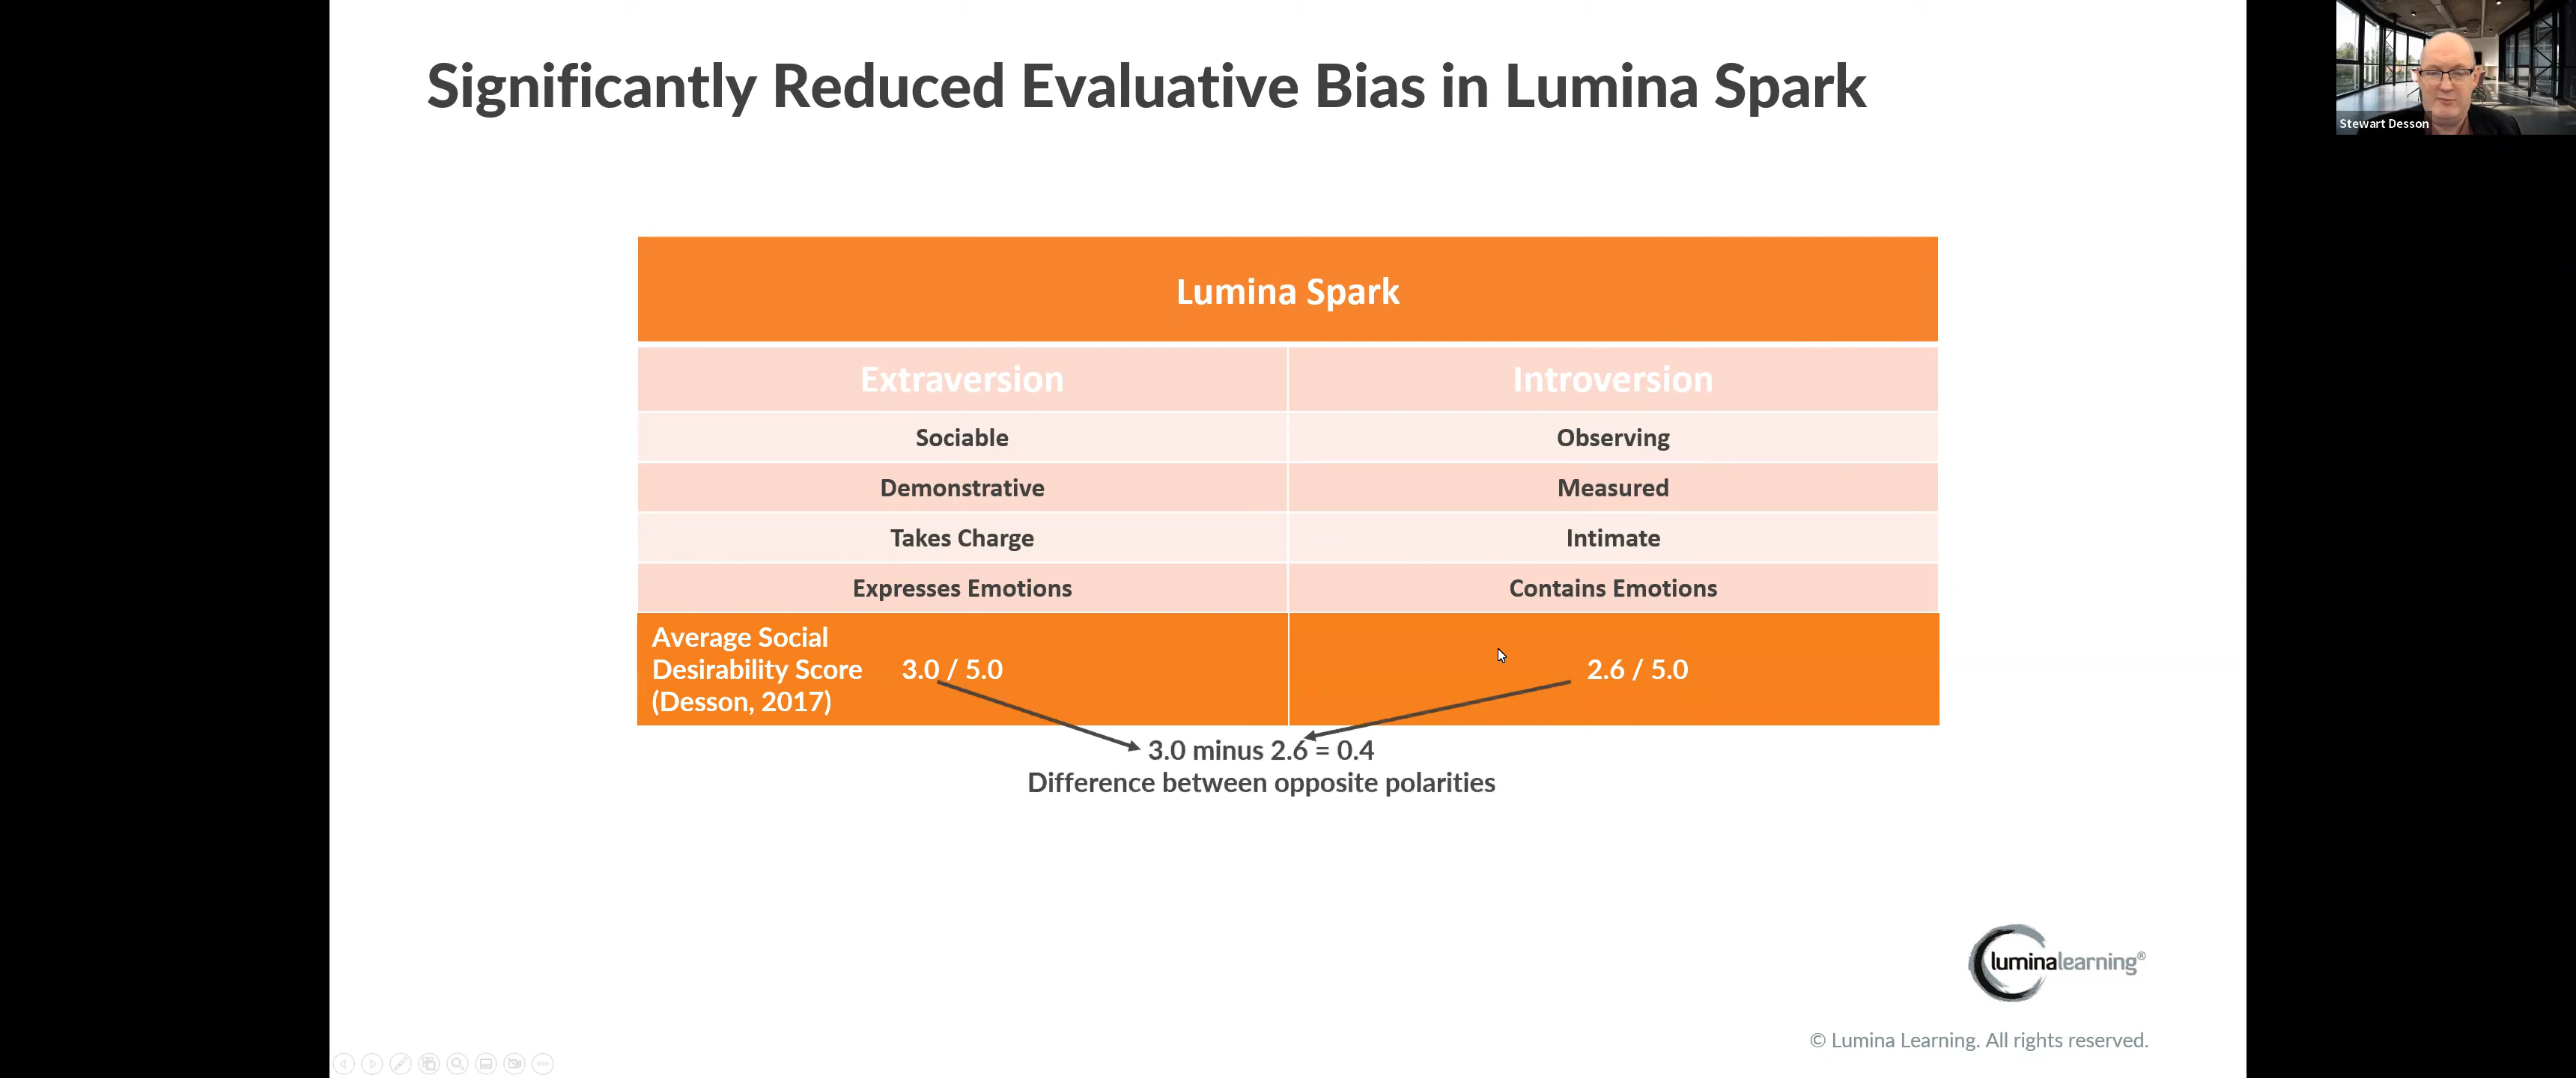 Significantly Reduced Evaluative Bias in Lumina Spark
Stewart Desson
Lumina Spark
Extraversion
Introversion
Sociable
Observing
Demonstrative
Measured
Takes Charge
Intimate
Expresses Emotions
Contains Emotions
Average Social
Desirability Score
(Desson, 2017)
3.0 / 5.0
2.6 / 5.0
3.0 minus 2.6 = 0.4
Difference between opposite polarities
luminalearning®
© Lumina Learning. All rights reserved.